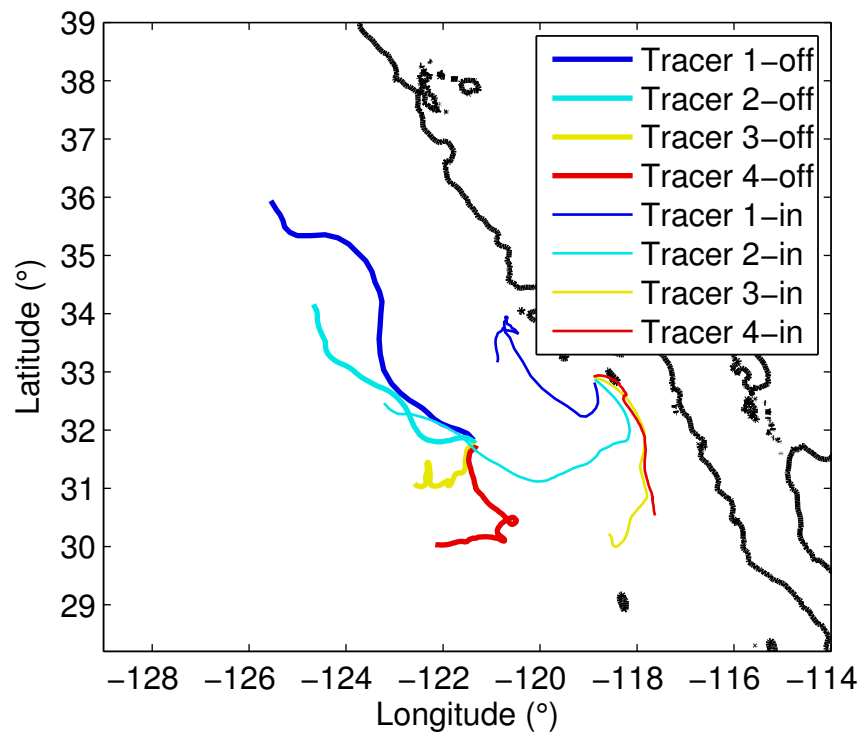 39
38
37
36
35
34
33
32
31
30
29
Latitude (°)
Tracer 1−off
Tracer 2−off
Tracer 3−off
Tracer 4−off
Tracer 1−in
Tracer 2−in
Tracer 3−in
Tracer 4−in
−128 −126 −124 −122 −120 −118 −116 −114
Longitude (°)